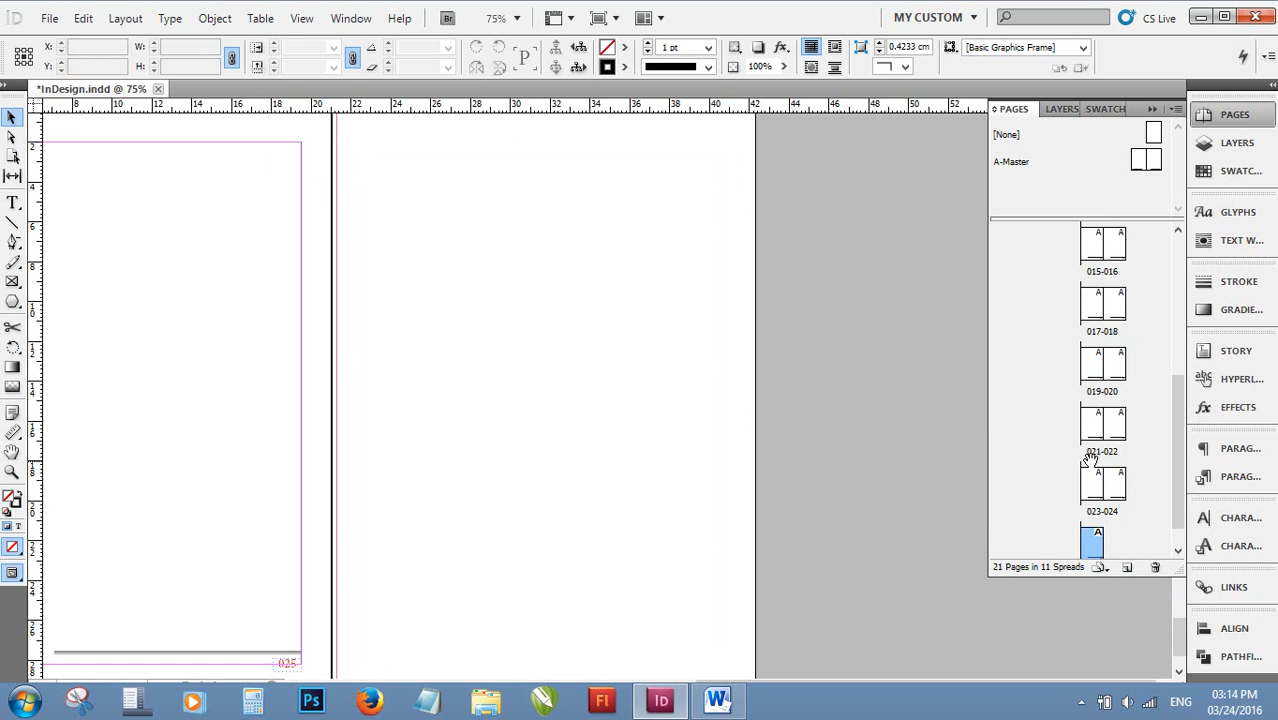 File Edit Layout Type Object Table View Window Help Br 75% MY CUSTOM CS Live
X: W: 1 pt 0.4233 cm [Basic Graphics Frame]
Y: H: P fx 100%
*InDesign.indd @ 75%
8 10 12 14 16 18 20 22 24 26 28 30 32 34 36 38 40 42 44 46 48 50 52
PAGES LAYERS SWATCH
[None]
A-Master
A A
015-016
A A
017-018
A A
019-020
A A
021-022
A A
023-024
A
21 Pages in 11 Spreads
PAGES
LAYERS
SWATC...
GLYPHS
TEXT W...
STROKE
GRADIE...
STORY
HYPERL...
EFFECTS
PARAG...
PARAG...
CHARA...
CHARA...
LINKS
ALIGN
PATHFI...
025
Ps Fl Id W ENG 03:14 PM
03/24/2016